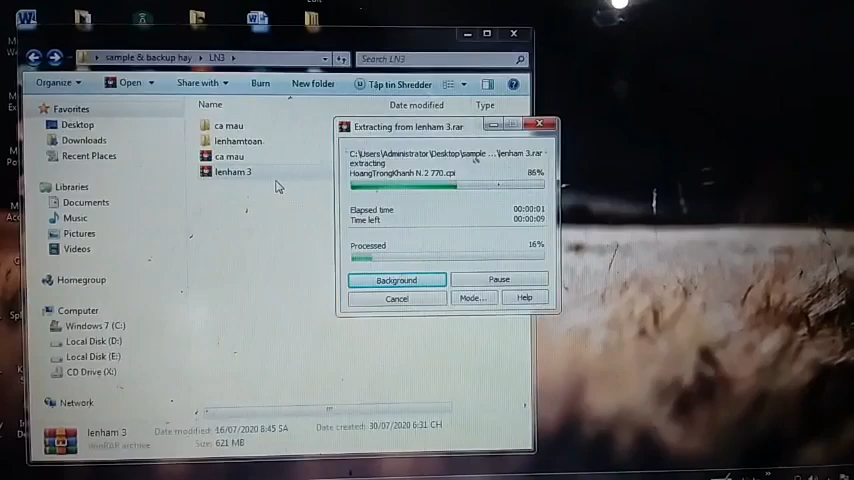 sample & backup hay
LN3
Search LN3
Organize
Open
Share with
Burn
New folder
Tập tin Shredder
Favorites
Desktop
Downloads
Recent Places
Libraries
Documents
Music
Pictures
Videos
Homegroup
Computer
Windows 7 (C:)
Local Disk (D:)
Local Disk (E:)
CD Drive (X:)
Network
Name
Date modified
Type
ca mau
lenhamtoan
ca mau
lenham 3
Extracting from lenham 3.rar
C:\Users\Administrator\Desktop\sample ...\lenham 3.rar
extracting
HoangTrongKhanh N.2 770.cpi 86%
Elapsed time 00:00:01
Time left 00:00:09
Processed 16%
Background
Pause
Cancel
Mode...
Help
lenham 3
WinRAR archive
Date modified: 16/07/2020 8:45 SA
Size: 621 MB
Date created: 30/07/2020 6:31 CH